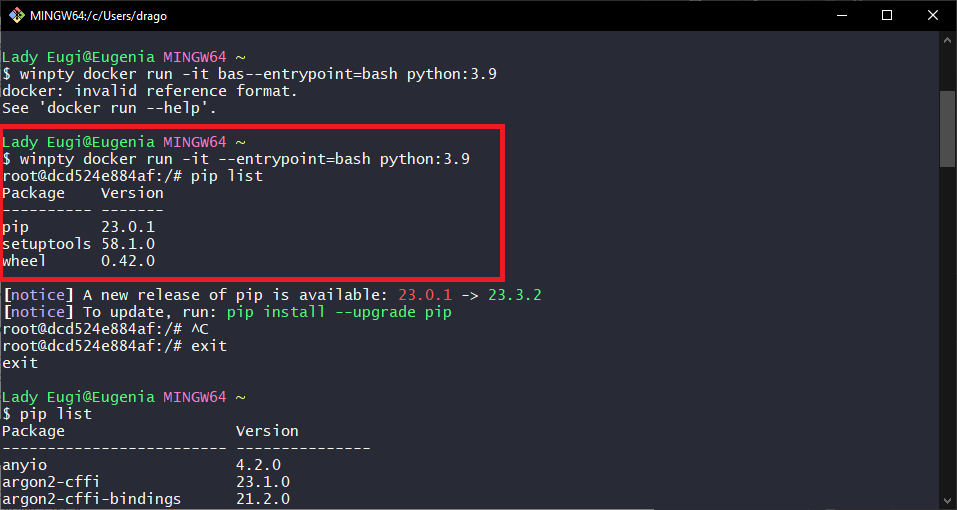 MINGW64:/c/Users/drago
Lady Eugi@Eugenia MINGW64 ~
$ winpty docker run -it bas--entrypoint=bash python:3.9
docker: invalid reference format.
See 'docker run --help'.
Lady Eugi@Eugenia MINGW64 ~
$ winpty docker run -it --entrypoint=bash python:3.9
root@dcd524e884af:/# pip list
Package    Version
---------- -------
pip        23.0.1
setuptools 58.1.0
wheel      0.42.0
[notice] A new release of pip is available: 23.0.1 -> 23.3.2
[notice] To update, run: pip install --upgrade pip
root@dcd524e884af:/# ^C
root@dcd524e884af:/# exit
exit
Lady Eugi@Eugenia MINGW64 ~
$ pip list
Package                   Version
------------------------- ---------------
anyio                     4.2.0
argon2-cffi               23.1.0
argon2-cffi-bindings      21.2.0